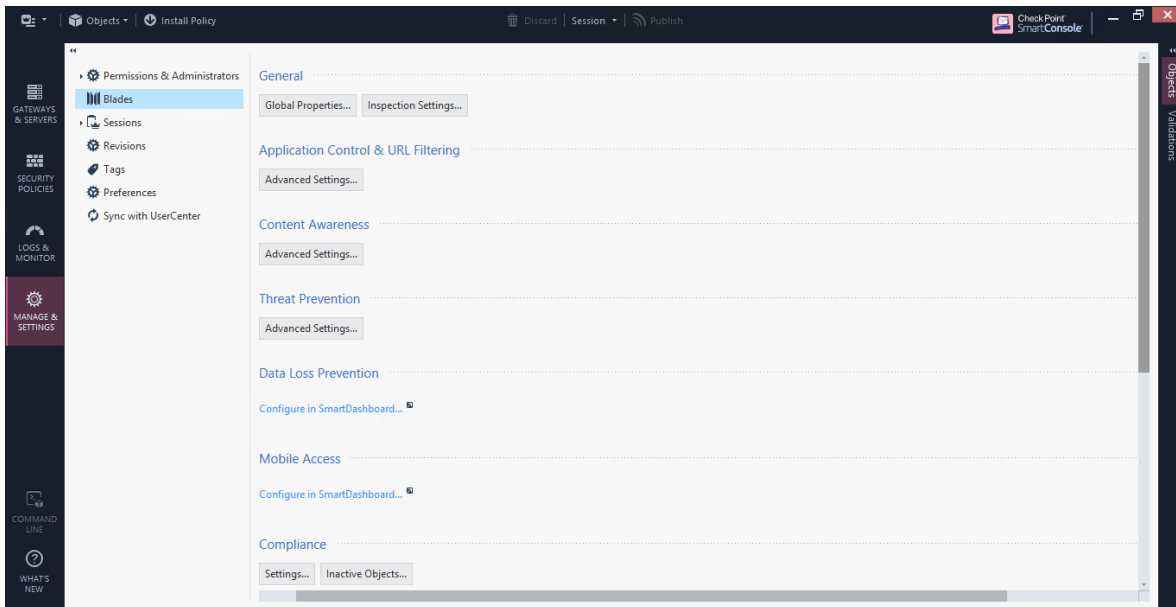 Objects
Install Policy
Discard
Session
Publish
Check Point
SmartConsole
GATEWAYS
& SERVERS
SECURITY
POLICIES
LOGS &
MONITOR
MANAGE &
SETTINGS
COMMAND
LINE
WHAT'S
NEW
Permissions & Administrators
Blades
Sessions
Revisions
Tags
Preferences
Sync with UserCenter
General
Global Properties... Inspection Settings...
Application Control & URL Filtering
Advanced Settings...
Content Awareness
Advanced Settings...
Threat Prevention
Advanced Settings...
Data Loss Prevention
Configure in SmartDashboard...
Mobile Access
Configure in SmartDashboard...
Compliance
Settings... Inactive Objects...
Objects
Validations